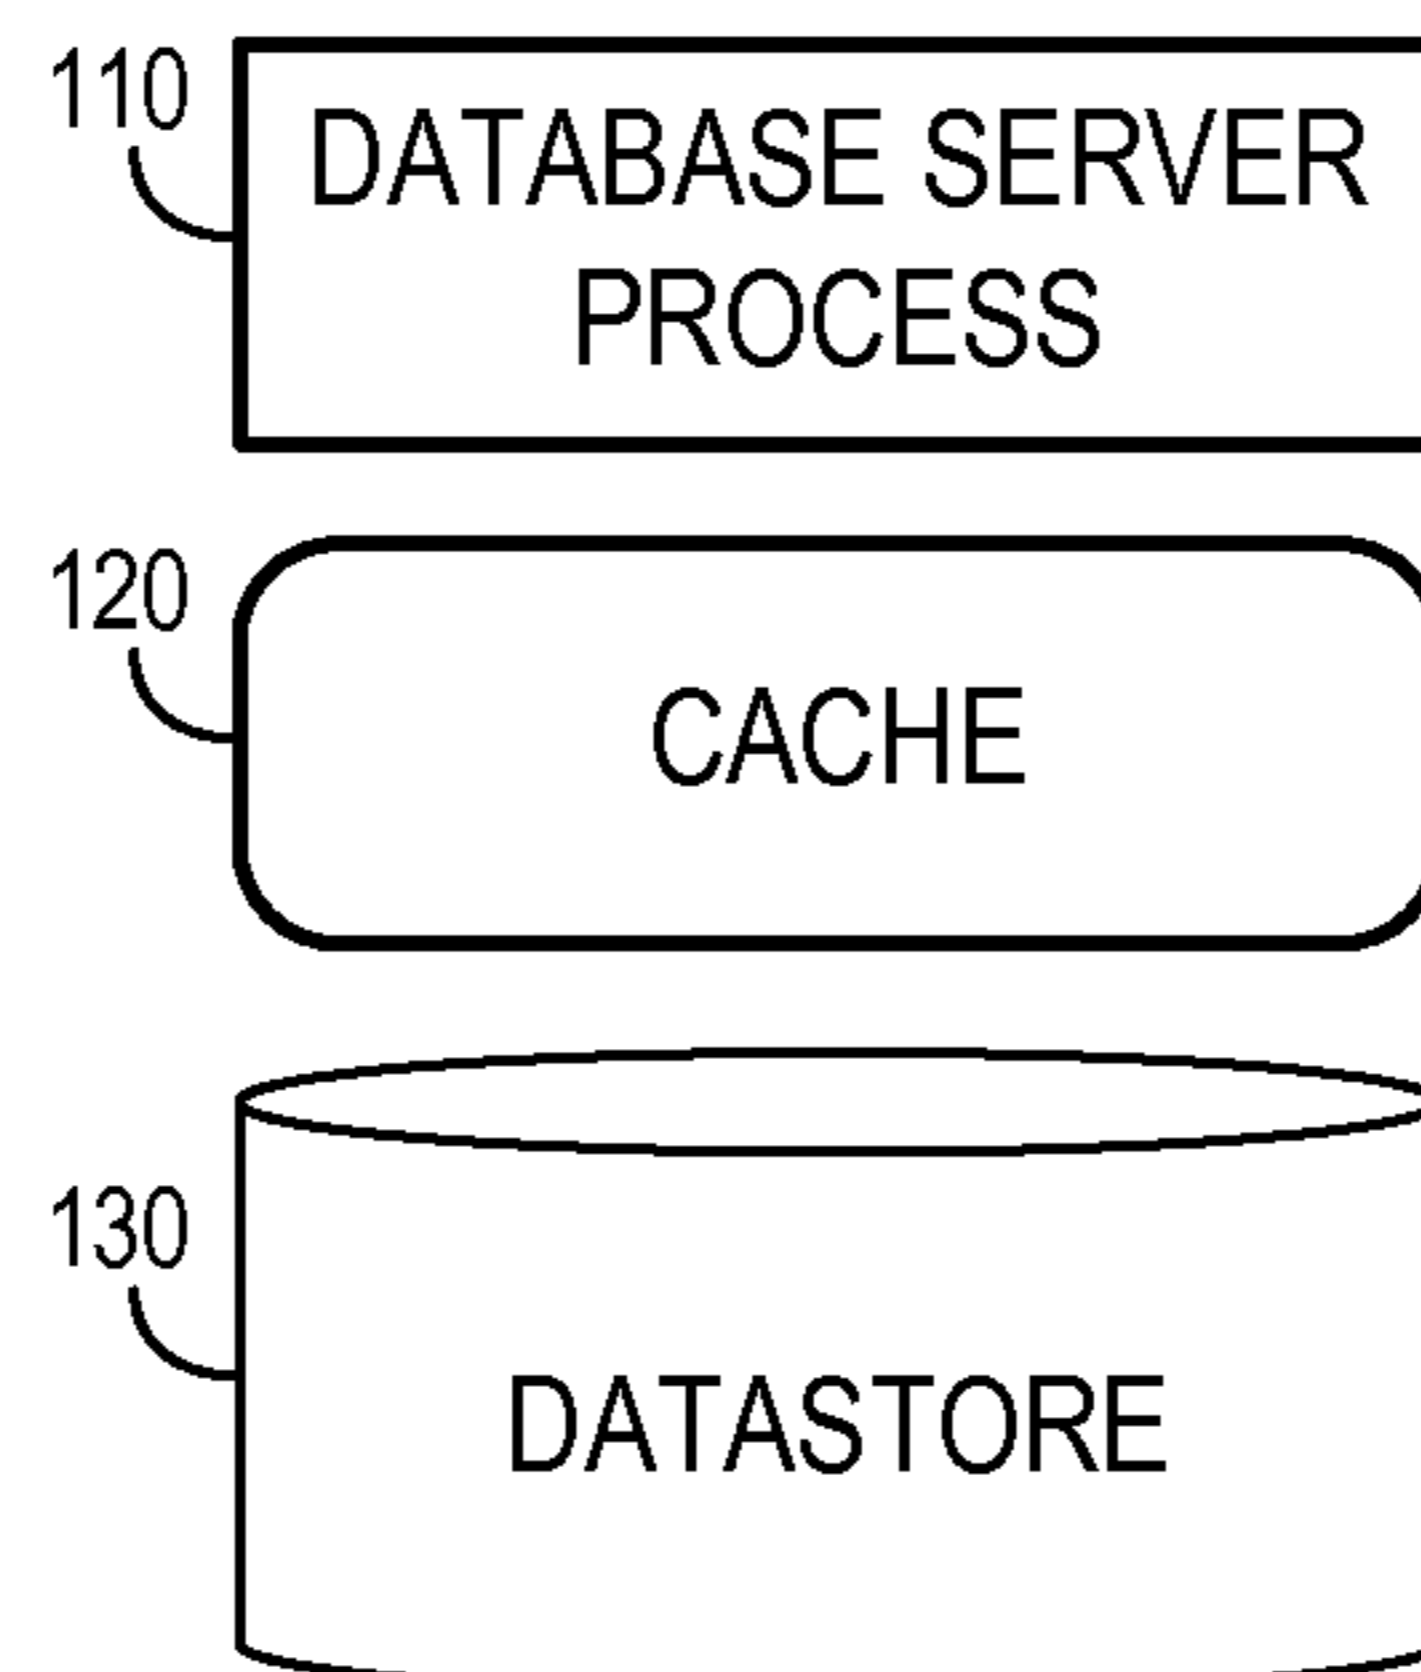 110
DATABASE SERVER
PROCESS
120
CACHE
130
DATASTORE